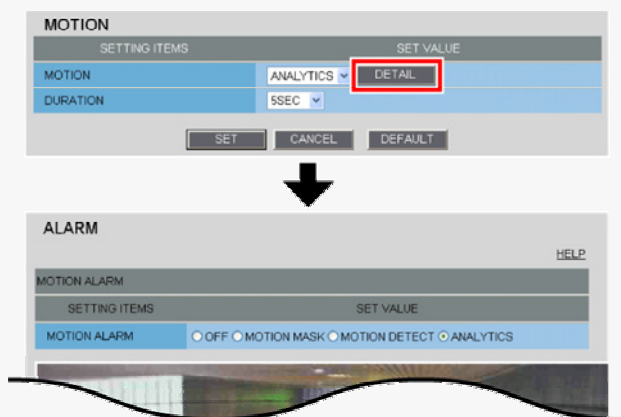 MOTION
SETTING ITEMS SET VALUE
MOTION ANALYTICS DETAIL
DURATION 5SEC
SET CANCEL DEFAULT
ALARM
HELP
MOTION ALARM
SETTING ITEMS SET VALUE
MOTION ALARM OFF MOTION MASK MOTION DETECT ANALYTICS